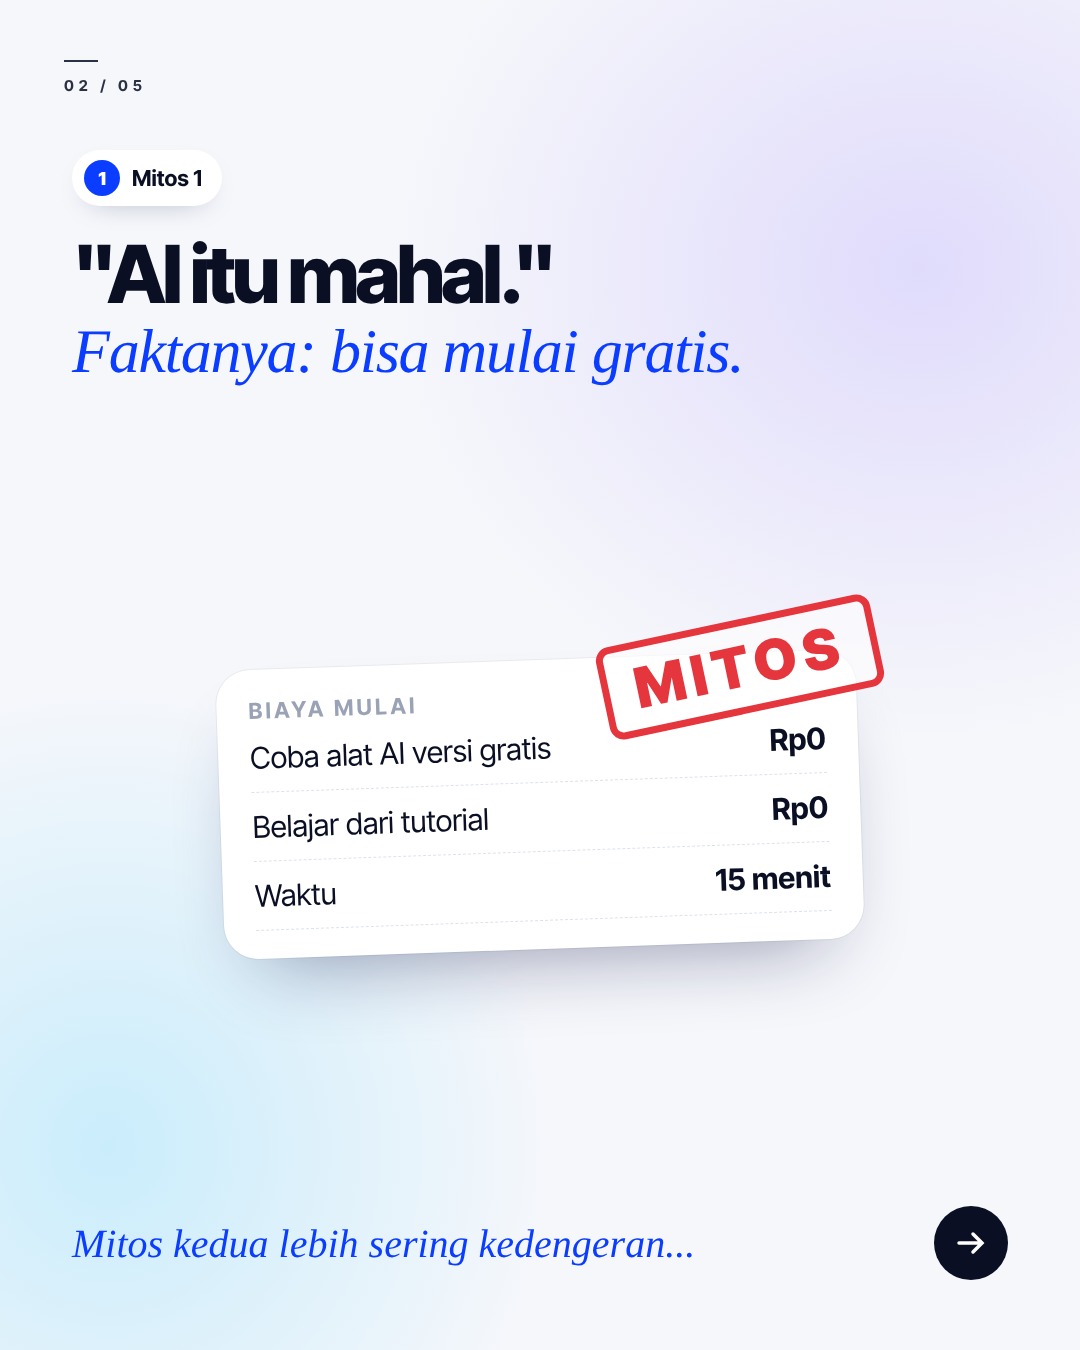 02 / 05
1 Mitos 1
"AI itu mahal."
Faktanya: bisa mulai gratis.
MITOS
BIAYA MULAI
Coba alat AI versi gratis Rp0
Belajar dari tutorial Rp0
Waktu 15 menit
Mitos kedua lebih sering kedengeran...